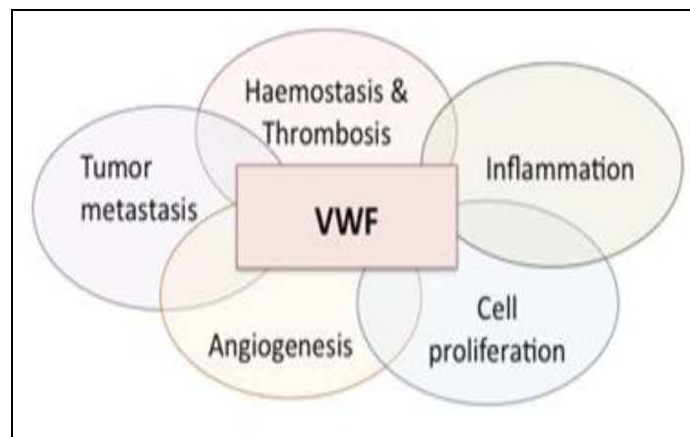 Haemostasis &
Thrombosis
Tumor
metastasis
Inflammation
VWF
Angiogenesis
Cell
proliferation